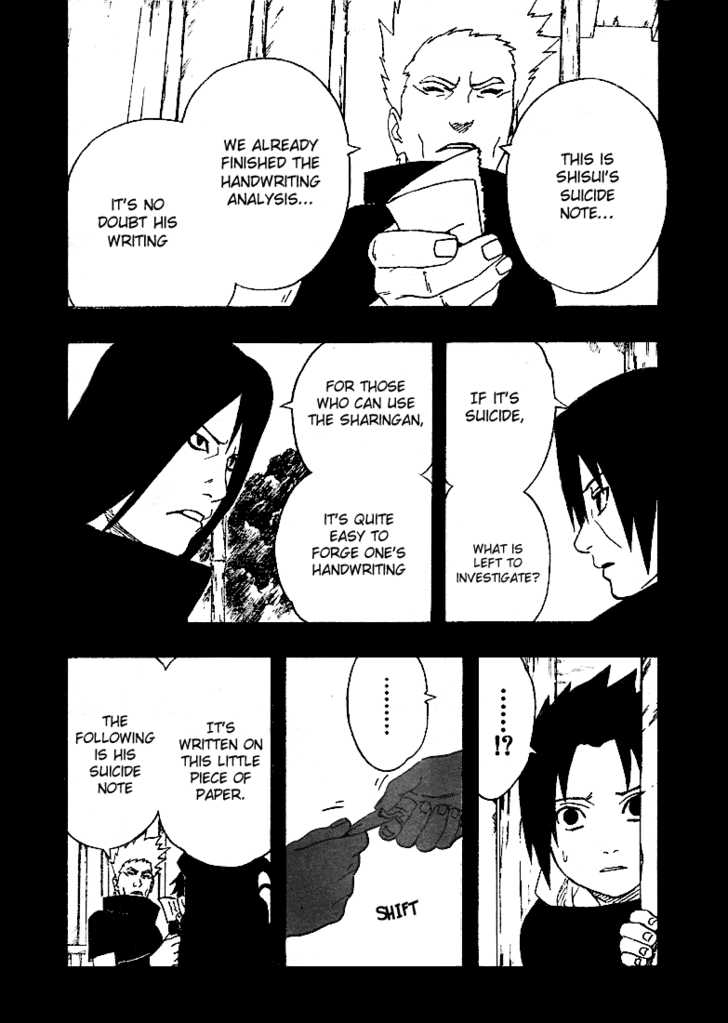 THIS IS
SHISUI'S
SUICIDE
NOTE...
WE ALREADY
FINISHED THE
HANDWRITING
ANALYSIS...
IT'S NO
DOUBT HIS
WRITING
IF IT'S
SUICIDE,
WHAT IS
LEFT TO
INVESTIGATE?
FOR THOSE
WHO CAN USE
THE SHARINGAN,
IT'S QUITE
EASY TO
FORGE ONE'S
HANDWRITING
........
!?
........
SHIFT
IT'S
WRITTEN ON
THIS LITTLE
PIECE OF
PAPER.
THE
FOLLOWING
IS HIS
SUICIDE
NOTE